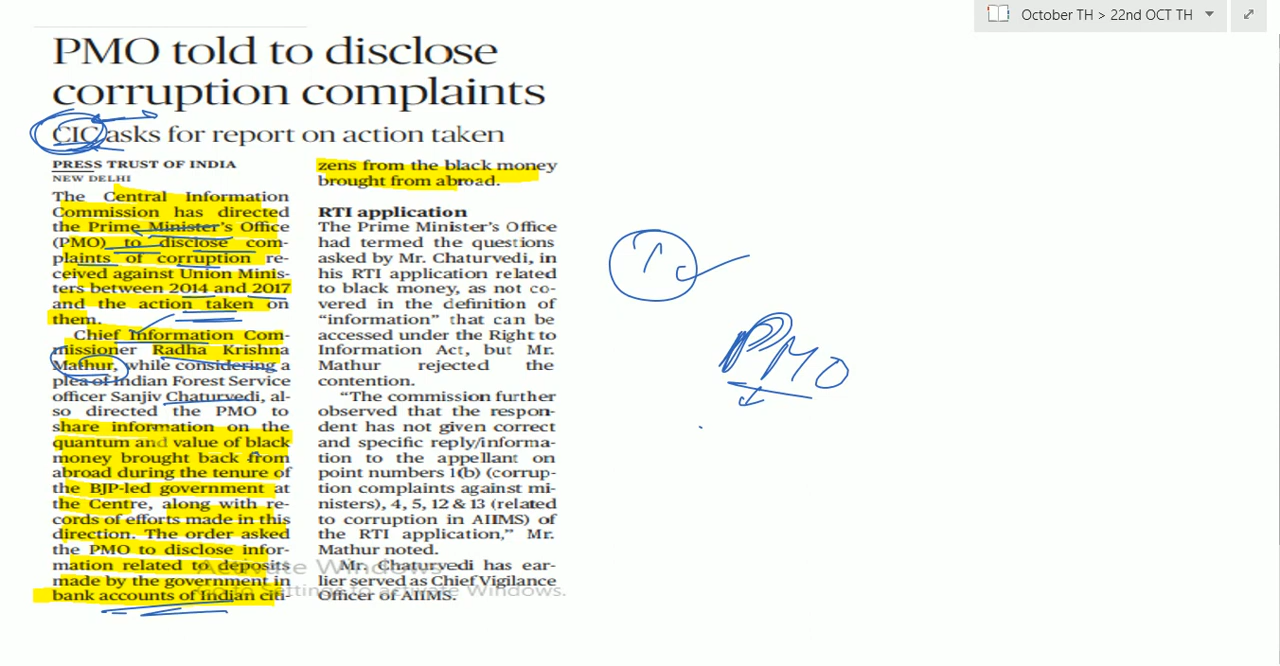 October TH > 22nd OCT TH
PMO told to disclose
corruption complaints
CIC asks for report on action taken
PRESS TRUST OF INDIA
NEW DELHI
The Central Information
Commission has directed
the Prime Minister's Office
(PMO) to disclose com-
plaints of corruption re-
ceived against Union Minis-
ters between 2014 and 2017
and the action taken on
them.
Chief Information Com-
missioner Radha Krishna
Mathur, while considering a
plea of Indian Forest Service
officer Sanjiv Chaturvedi, al-
so directed the PMO to
share information on the
quantum and value of black
money brought back from
abroad during the tenure of
the BJP-led government at
the Centre, along with re-
cords of efforts made in this
direction. The order asked
the PMO to disclose infor-
mation related to deposits
made by the government in
bank accounts of Indian citi-
zens from the black money
brought from abroad.
RTI application
The Prime Minister's Office
had termed the questions
asked by Mr. Chaturvedi, in
his RTI application related
to black money, as not co-
vered in the definition of
“information” that can be
accessed under the Right to
Information Act, but Mr.
Mathur rejected the
contention.
“The commission further
observed that the respon-
dent has not given correct
and specific reply/informa-
tion to the appellant on
point numbers 1(b) (corrup-
tion complaints against mi-
nisters), 4, 5, 12 & 13 (related
to corruption in AIIMS) of
the RTI application,” Mr.
Mathur noted.
Mr. Chaturvedi has ear-
lier served as Chief Vigilance
Officer of AIIMS.
PMO
Activate Windows
Go to Settings to activate Windows.